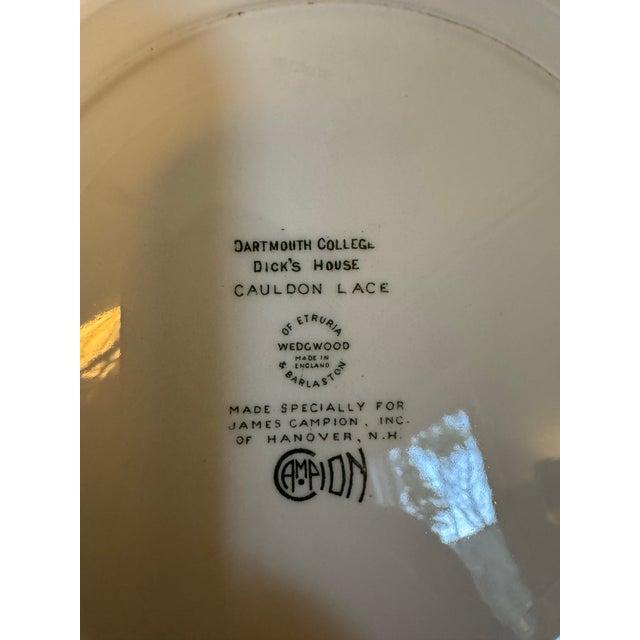 DARTMOUTH COLLEGE
DICK'S HOUSE
CAULDON LACE
OF ETRURIA
WEDGWOOD
MADE IN
ENGLAND
& BARLASTON
MADE SPECIALLY FOR
JAMES CAMPION, INC.
OF HANOVER, N.H.
CAMPION